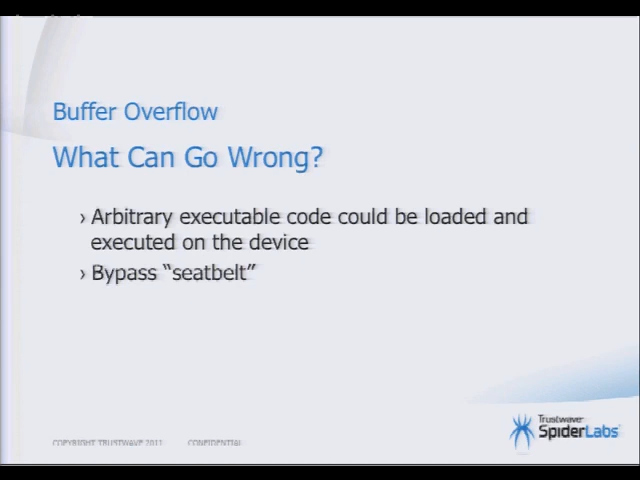 Buffer Overflow
What Can Go Wrong?
› Arbitrary executable code could be loaded and
executed on the device
› Bypass “seatbelt”
COPYRIGHT TRUSTWAVE 2011 CONFIDENTIAL
Trustwave®
SpiderLabs®